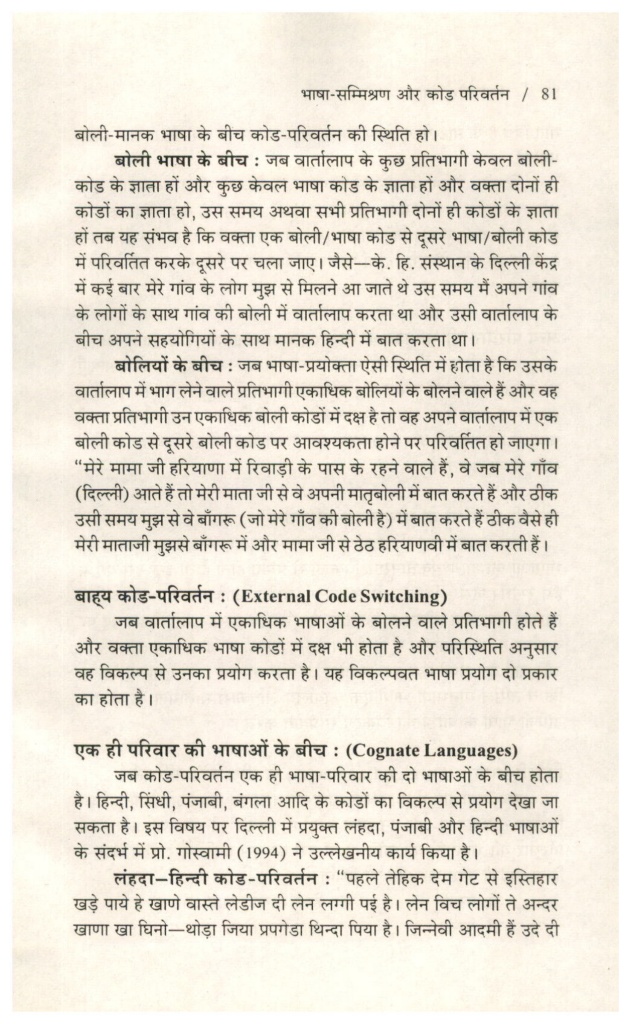 भाषा-सम्मिश्रण और कोड परिवर्तन / 81
बोली-मानक भाषा के बीच कोड-परिवर्तन की स्थिति हो।
बोली भाषा के बीच : जब वार्तालाप के कुछ प्रतिभागी केवल बोली-
कोड के ज्ञाता हों और कुछ केवल भाषा कोड के ज्ञाता हों और वक्ता दोनों ही
कोडों का ज्ञाता हो, उस समय अथवा सभी प्रतिभागी दोनों ही कोडों के ज्ञाता
हों तब यह संभव है कि वक्ता एक बोली/भाषा कोड से दूसरे भाषा/बोली कोड
में परिवर्तित करके दूसरे पर चला जाए। जैसे—के. हि. संस्थान के दिल्ली केंद्र
में कई बार मेरे गांव के लोग मुझ से मिलने आ जाते थे उस समय मैं अपने गांव
के लोगों के साथ गांव की बोली में वार्तालाप करता था और उसी वार्तालाप के
बीच अपने सहयोगियों के साथ मानक हिन्दी में बात करता था।
बोलियों के बीच : जब भाषा-प्रयोक्ता ऐसी स्थिति में होता है कि उसके
वार्तालाप में भाग लेने वाले प्रतिभागी एकाधिक बोलियों के बोलने वाले हैं और वह
वक्ता प्रतिभागी उन एकाधिक बोली कोडों में दक्ष है तो वह अपने वार्तालाप में एक
बोली कोड से दूसरे बोली कोड पर आवश्यकता होने पर परिवर्तित हो जाएगा।
“मेरे मामा जी हरियाणा में रिवाड़ी के पास के रहने वाले हैं, वे जब मेरे गाँव
(दिल्ली) आते हैं तो मेरी माता जी से वे अपनी मातृबोली में बात करते हैं और ठीक
उसी समय मुझ से वे बाँगरू (जो मेरे गाँव की बोली है) में बात करते हैं ठीक वैसे ही
मेरी माताजी मुझसे बाँगरू में और मामा जी से ठेठ हरियाणवी में बात करती हैं।
बाह्य कोड-परिवर्तन : (External Code Switching)
जब वार्तालाप में एकाधिक भाषाओं के बोलने वाले प्रतिभागी होते हैं
और वक्ता एकाधिक भाषा कोडों में दक्ष भी होता है और परिस्थिति अनुसार
वह विकल्प से उनका प्रयोग करता है। यह विकल्पवत भाषा प्रयोग दो प्रकार
का होता है।
एक ही परिवार की भाषाओं के बीच : (Cognate Languages)
जब कोड-परिवर्तन एक ही भाषा-परिवार की दो भाषाओं के बीच होता
है। हिन्दी, सिंधी, पंजाबी, बंगला आदि के कोडों का विकल्प से प्रयोग देखा जा
सकता है। इस विषय पर दिल्ली में प्रयुक्त लंहदा, पंजाबी और हिन्दी भाषाओं
के संदर्भ में प्रो. गोस्वामी (1994) ने उल्लेखनीय कार्य किया है।
लंहदा—हिन्दी कोड-परिवर्तन : “पहले तेहिक देम गेट से इस्तिहार
खड़े पाये हे खाणे वास्ते लेडीज दी लेन लग्गी पई है। लेन विच लोगों ते अन्दर
खाणा खा घिनो—थोड़ा जिया प्रपगेडा थिन्दा पिया है। जिन्नेवी आदमी हैं उदे दी